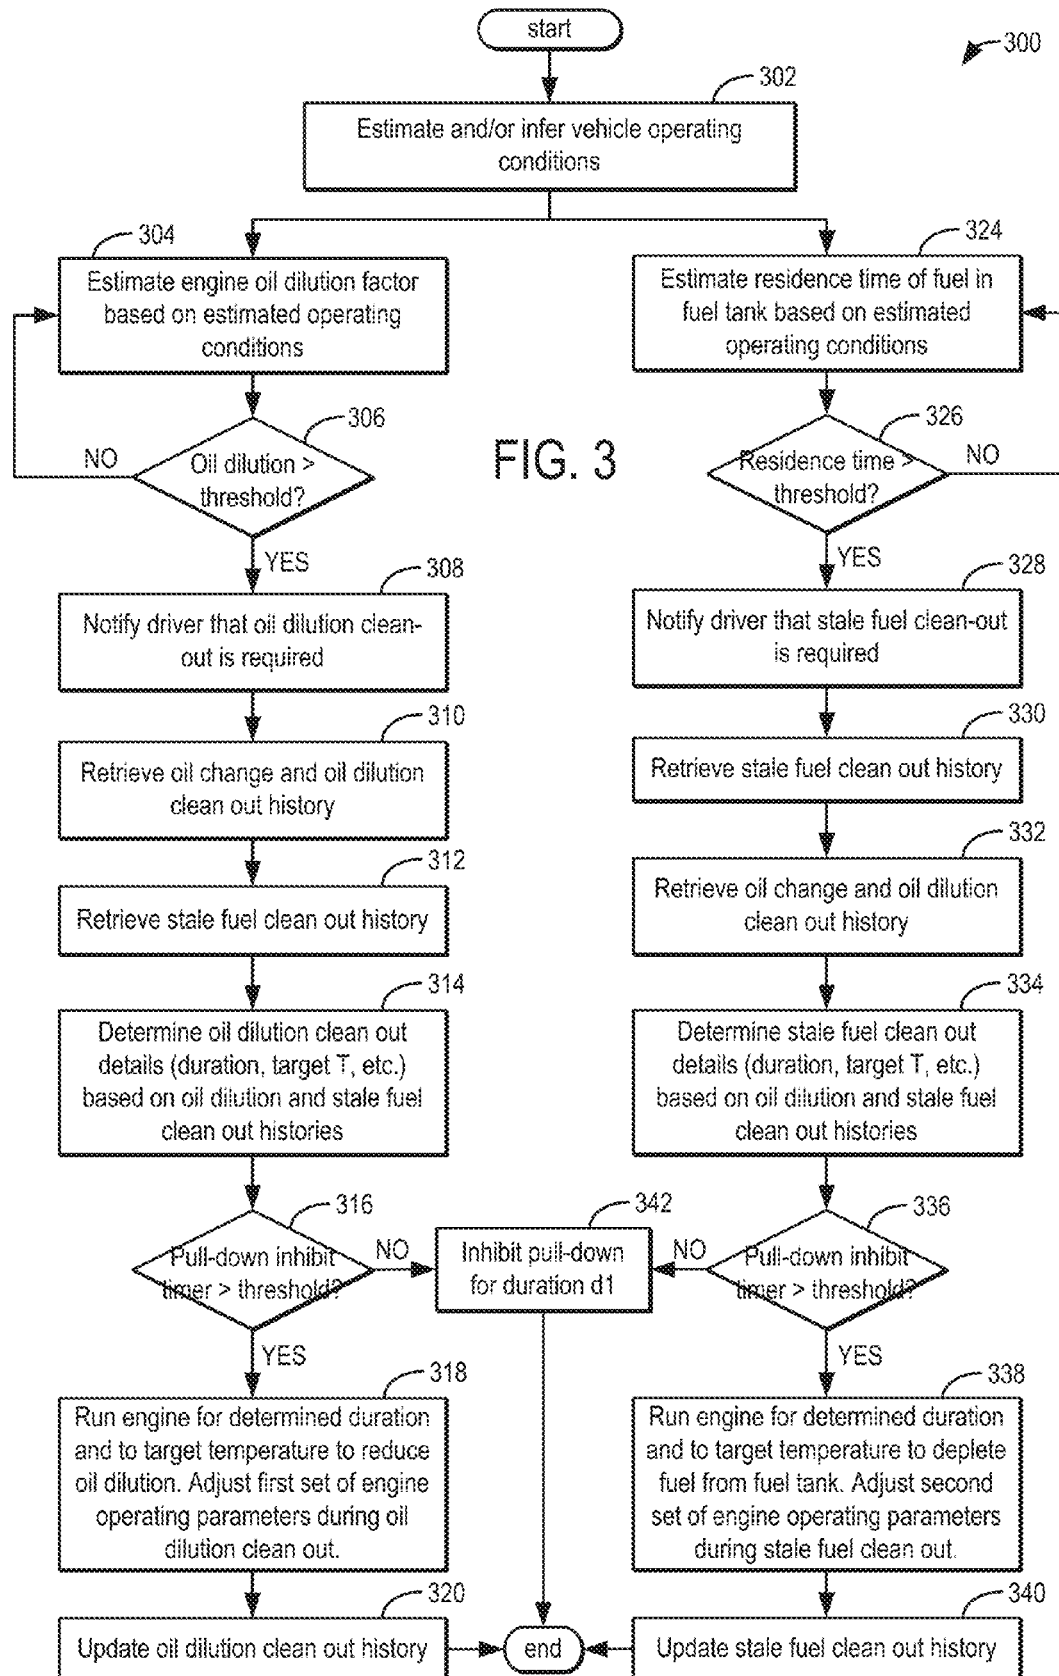 start
300
302
Estimate and/or infer vehicle operating
conditions
304
Estimate engine oil dilution factor
based on estimated operating
conditions
324
Estimate residence time of fuel in
fuel tank based on estimated
operating conditions
306
NO
Oil dilution >
threshold?
YES
FIG. 3
326
Residence time >
threshold?
NO
YES
308
Notify driver that oil dilution clean-
out is required
328
Notify driver that stale fuel clean-out
is required
310
Retrieve oil change and oil dilution
clean out history
330
Retrieve stale fuel clean out history
312
Retrieve stale fuel clean out history
332
Retrieve oil change and oil dilution
clean out history
314
Determine oil dilution clean out
details (duration, target T, etc.)
based on oil dilution and stale fuel
clean out histories
334
Determine stale fuel clean out
details (duration, target T, etc.)
based on oil dilution and stale fuel
clean out histories
316
Pull-down inhibit
timer > threshold?
NO
YES
342
Inhibit pull-down
for duration d1
336
NO
Pull-down inhibit
timer > threshold?
YES
318
Run engine for determined duration
and to target temperature to reduce
oil dilution. Adjust first set of engine
operating parameters during oil
dilution clean out.
338
Run engine for determined duration
and to target temperature to deplete
fuel from fuel tank. Adjust second
set of engine operating parameters
during stale fuel clean out.
320
Update oil dilution clean out history
end
340
Update stale fuel clean out history